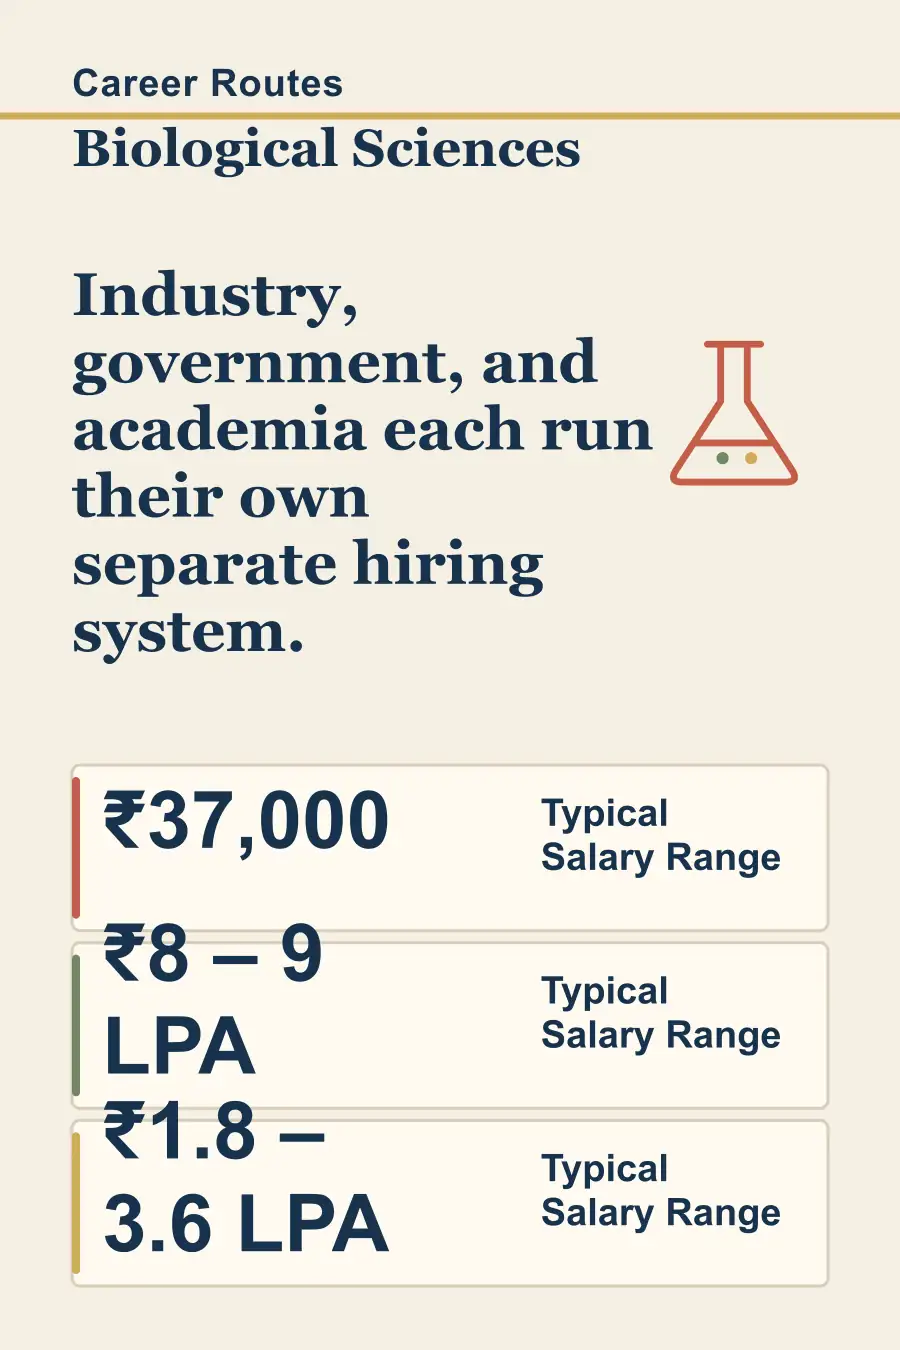 Career Routes
Biological Sciences
Industry,
government, and
academia each run
their own
separate hiring
system.
₹37,000
Typical
Salary Range
₹8 – 9
LPA
Typical
Salary Range
₹1.8 –
3.6 LPA
Typical
Salary Range